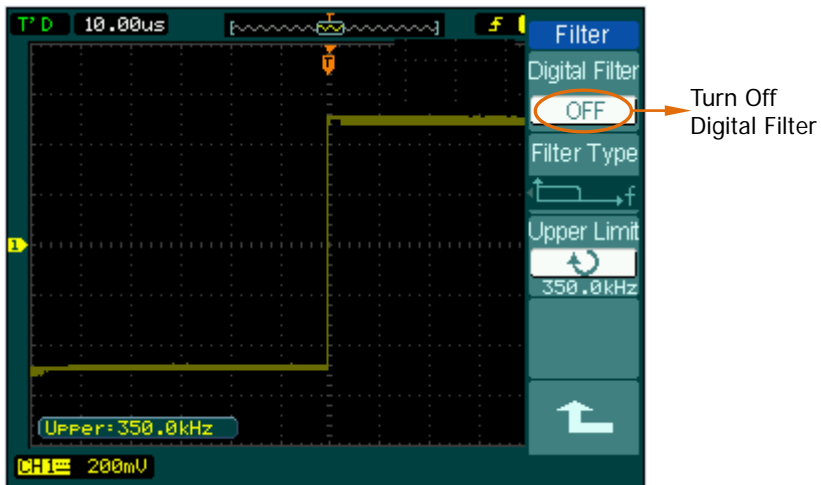 T'D 10.00us
T
T
Filter
Digital Filter
OFF
Turn Off
Digital Filter
Filter Type
f
1
Upper Limit
350.0kHz
Upper:350.0kHz
CH1 200mV